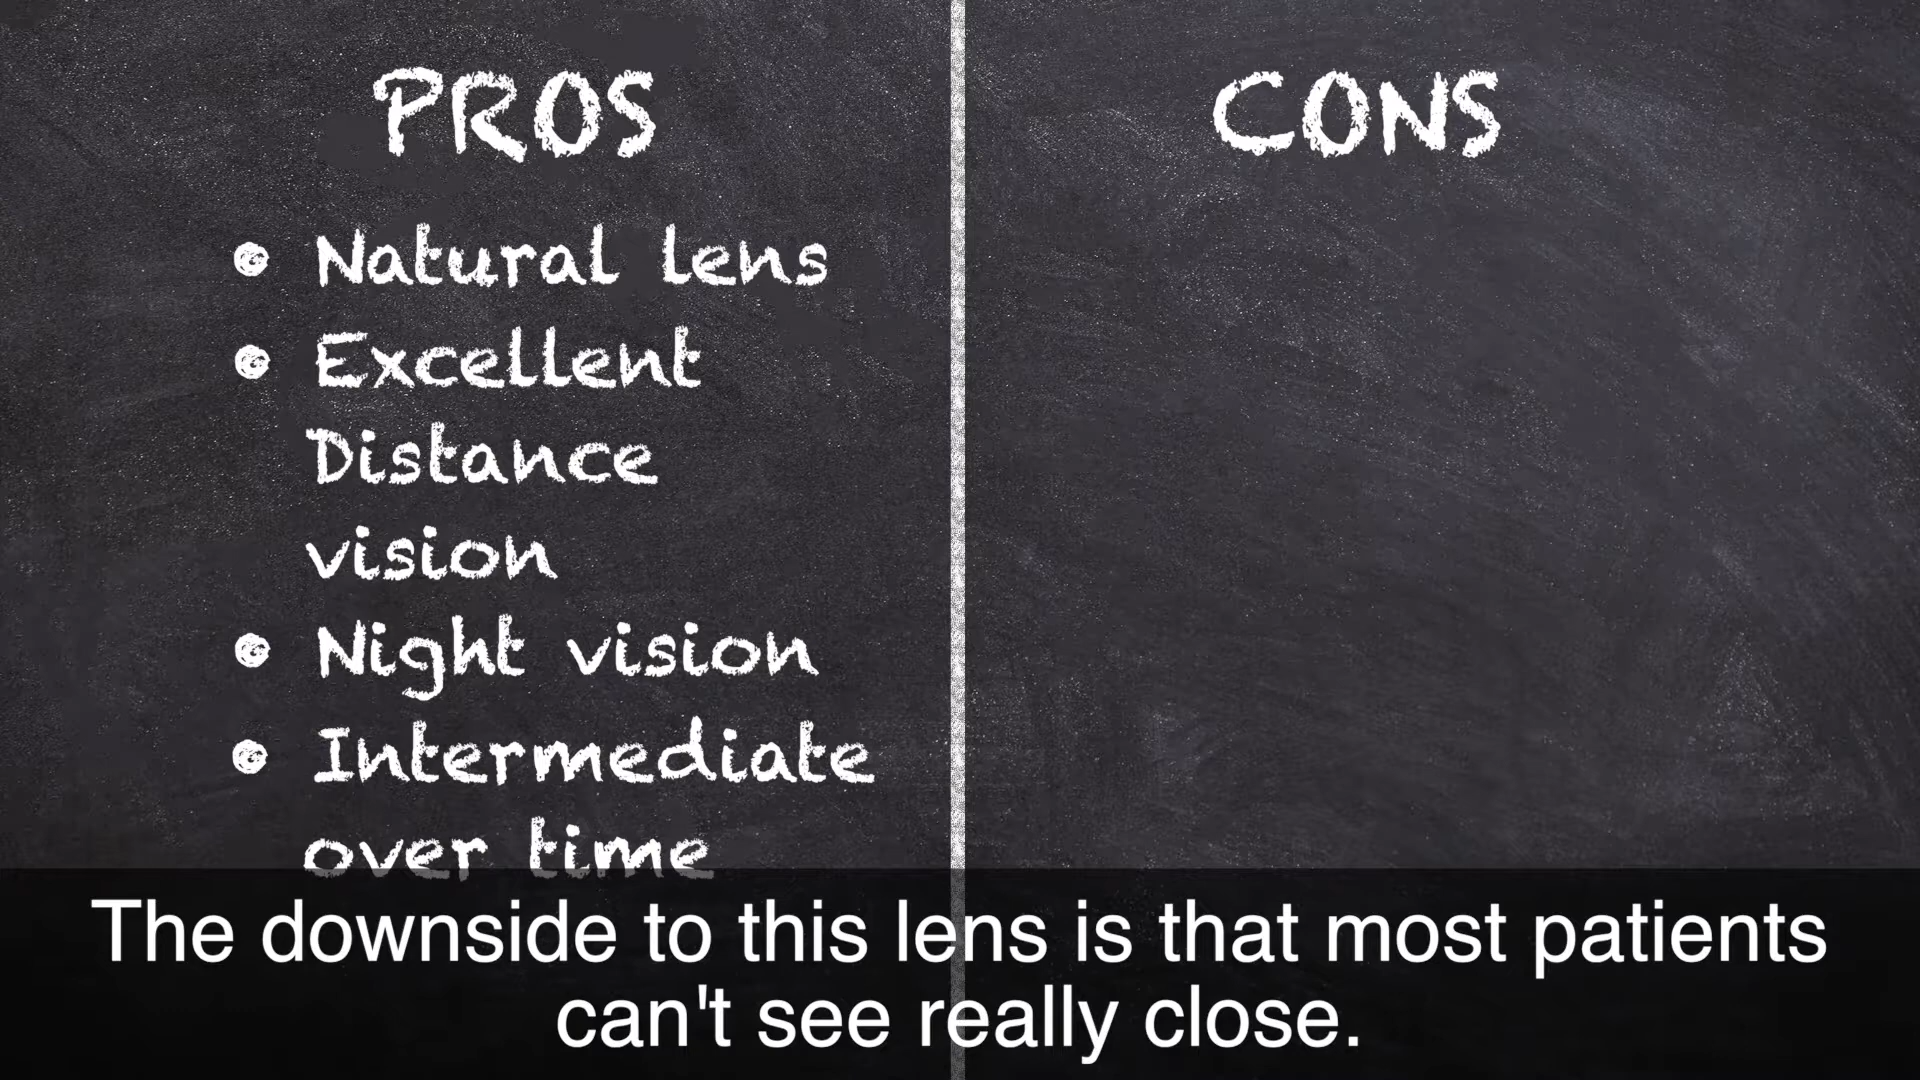 PROS
• Natural lens
• Excellent
Distance
vision
• Night vision
• Intermediate
over time
CONS
The downside to this lens is that most patients
can't see really close.